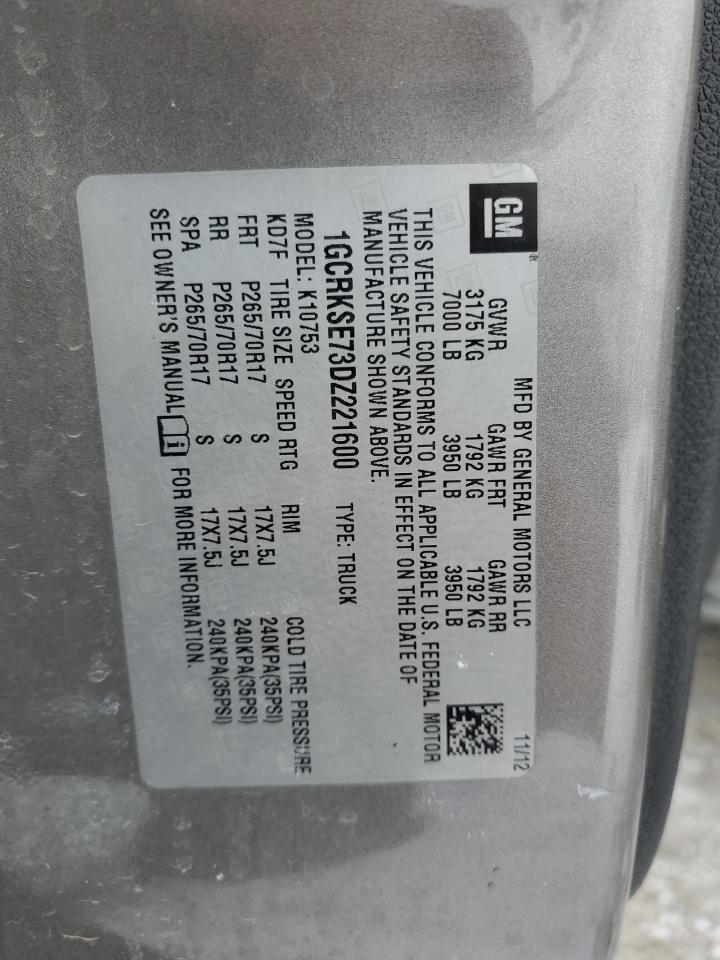 GM
MFD BY GENERAL MOTORS LLC 11/12
GVWR GAWR FRT GAWR RR
3175 KG 1792 KG 1792 KG
7000 LB 3950 LB 3950 LB
THIS VEHICLE CONFORMS TO ALL APPLICABLE U.S. FEDERAL MOTOR
VEHICLE SAFETY STANDARDS IN EFFECT ON THE DATE OF
MANUFACTURE SHOWN ABOVE.
1GCRKSE73DZ221600 TYPE: TRUCK
MODEL: K10753
KD7F TIRE SIZE SPEED RTG RIM COLD TIRE PRESSURE
FRT P265/70R17 S 17X7.5J 240KPA(35PSI)
RR P265/70R17 S 17X7.5J 240KPA(35PSI)
SPA P265/70R17 S 17X7.5J 240KPA(35PSI)
SEE OWNER'S MANUAL i FOR MORE INFORMATION.